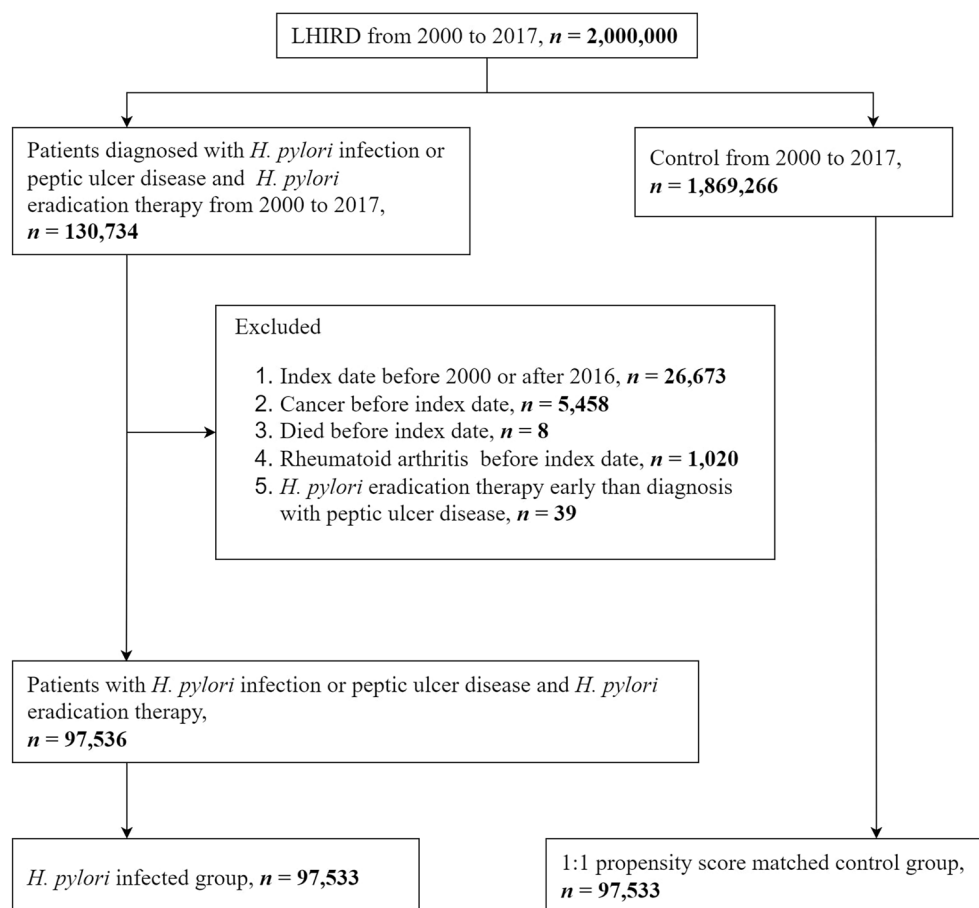 LHIRD from 2000 to 2017, n = 2,000,000
Patients diagnosed with H. pylori infection or
peptic ulcer disease and H. pylori
eradication therapy from 2000 to 2017,
n = 130,734
Control from 2000 to 2017,
n = 1,869,266
Excluded
1. Index date before 2000 or after 2016, n = 26,673
2. Cancer before index date, n = 5,458
3. Died before index date, n = 8
4. Rheumatoid arthritis before index date, n = 1,020
5. H. pylori eradication therapy early than diagnosis
with peptic ulcer disease, n = 39
Patients with H. pylori infection or peptic ulcer disease and H. pylori
eradication therapy,
n = 97,536
H. pylori infected group, n = 97,533
1:1 propensity score matched control group,
n = 97,533